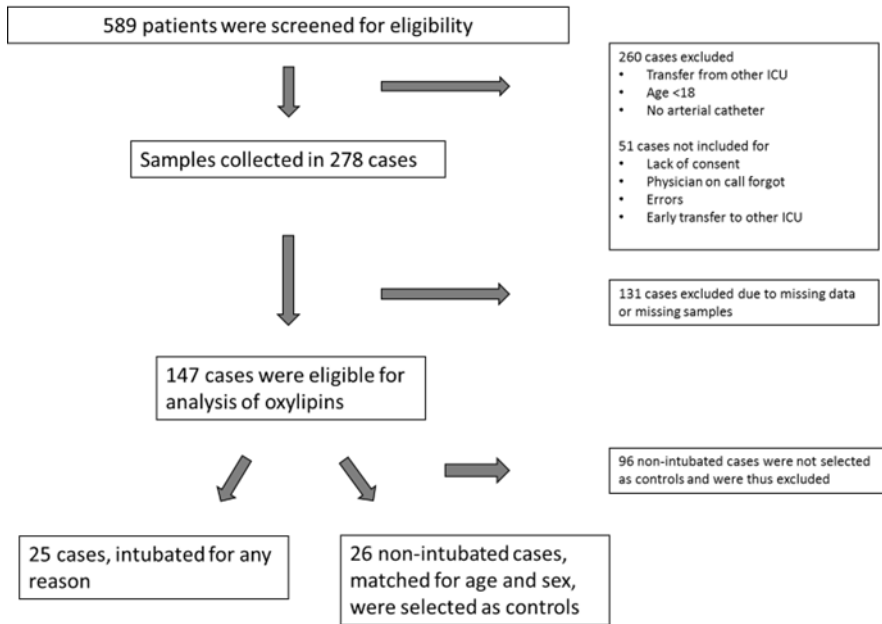 589 patients were screened for eligibility
260 cases excluded
• Transfer from other ICU
• Age <18
• No arterial catheter
51 cases not included for
• Lack of consent
• Physician on call forgot
• Errors
• Early transfer to other ICU
Samples collected in 278 cases
131 cases excluded due to missing data
or missing samples
147 cases were eligible for
analysis of oxylipins
96 non-intubated cases were not selected
as controls and were thus excluded
25 cases, intubated for any
reason
26 non-intubated cases,
matched for age and sex,
were selected as controls